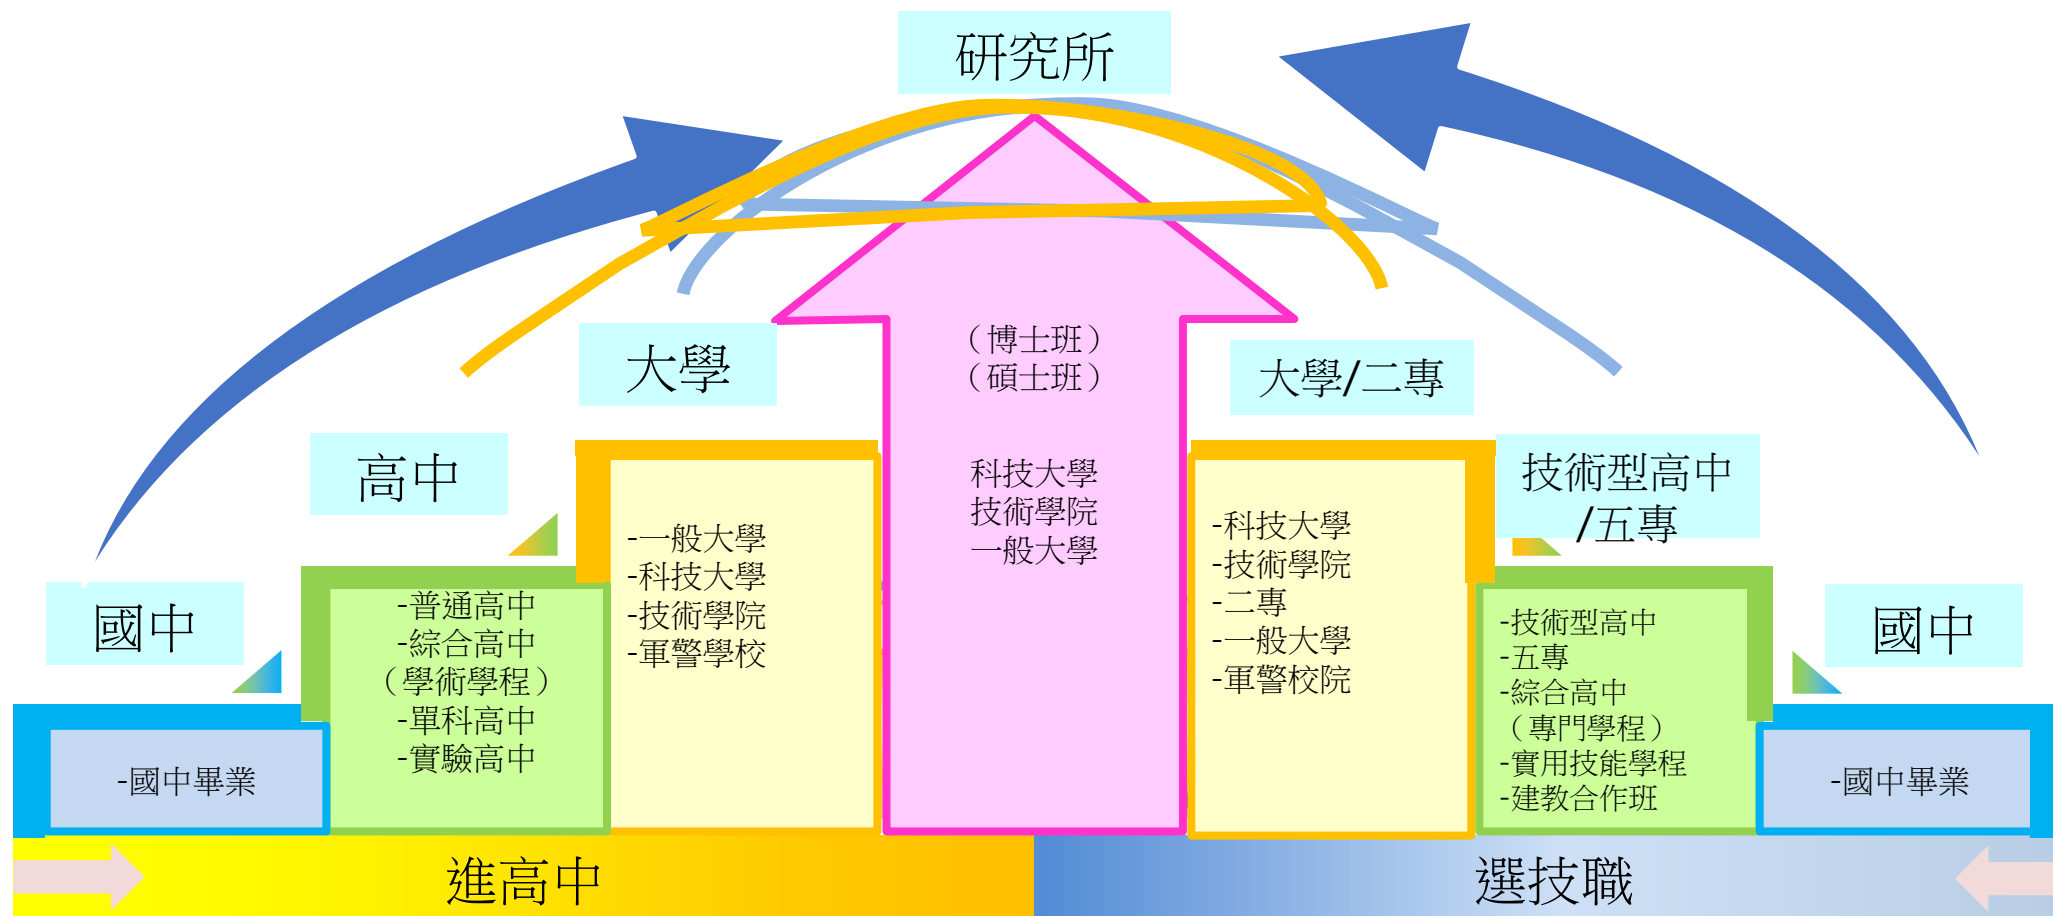 研究所
大學
（博士班）
（碩士班）
科技大學
技術學院
一般大學
大學/二專
高中
技術型高中
/五專
國中
國中
-一般大學
-科技大學
-技術學院
-軍警學校
-科技大學
-技術學院
-二專
-一般大學
-軍警校院
-普通高中
-綜合高中
（學術學程）
-單科高中
-實驗高中
-技術型高中
-五專
-綜合高中
（專門學程）
-實用技能學程
-建教合作班
-國中畢業
-國中畢業
進高中
選技職